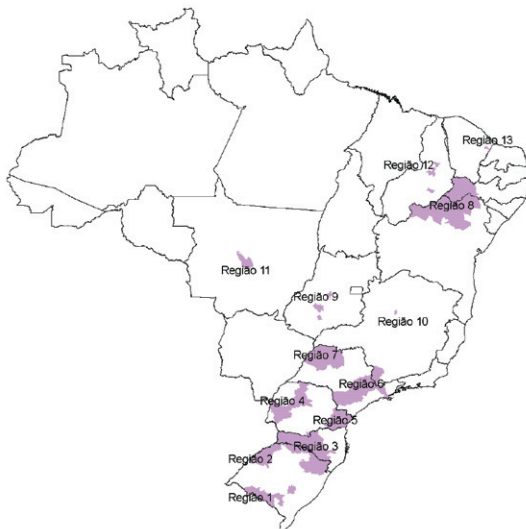 Região 13
Região 12
Região 8
Região 11
Região 9
Região 10
Região 7
Região 6
Região 4
Região 5
Região 3
Região 2
Região 1